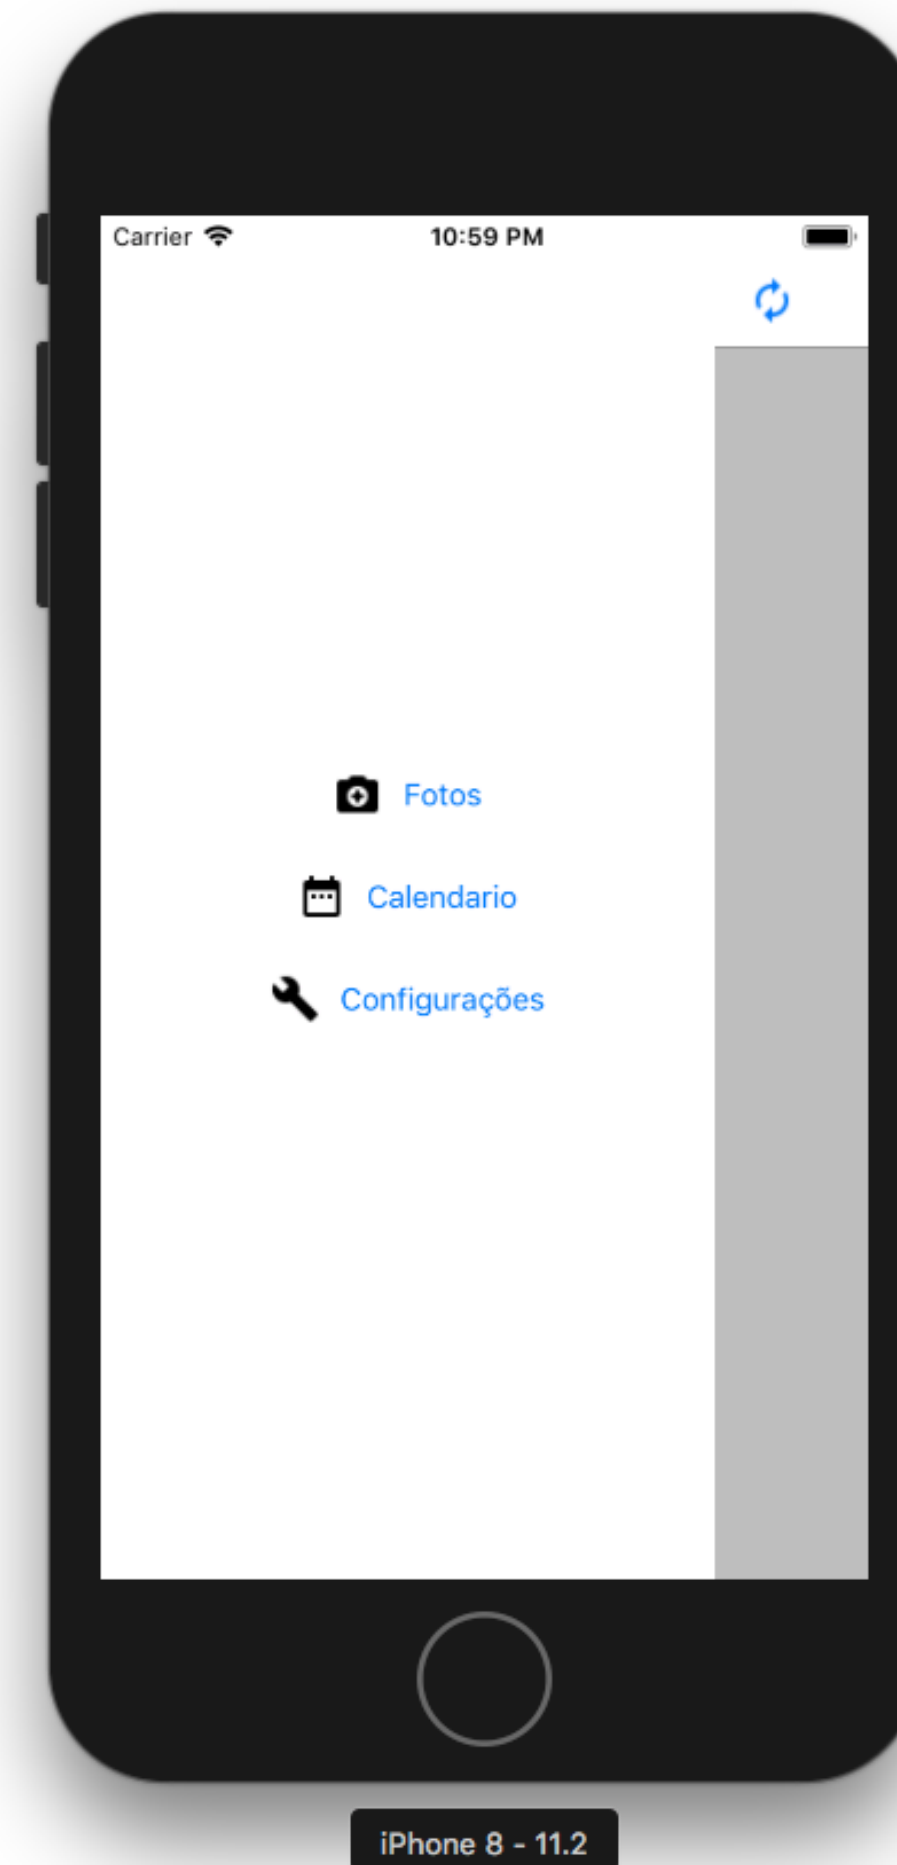 Carrier 10:59 PM
Fotos
Calendario
Configurações
iPhone 8 - 11.2